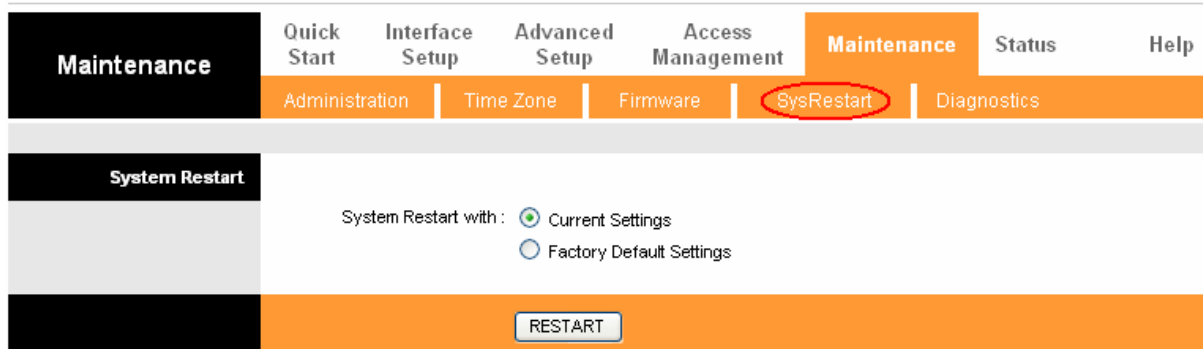 Maintenance
Quick Start
Interface Setup
Advanced Setup
Access Management
Maintenance
Status
Help
Administration
Time Zone
Firmware
SysRestart
Diagnostics
System Restart
System Restart with :
Current Settings
Factory Default Settings
RESTART